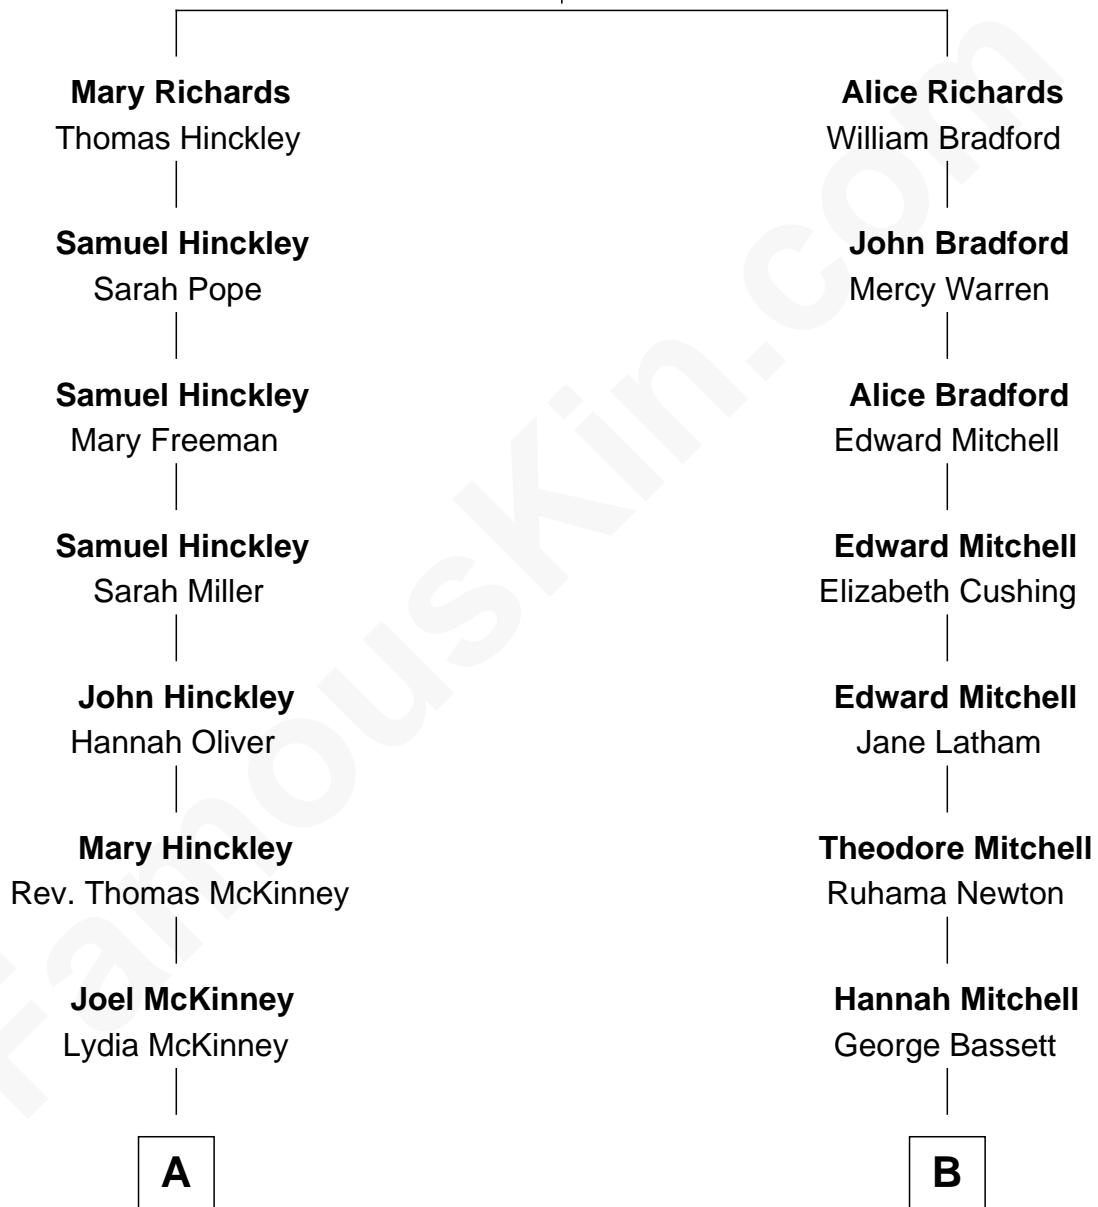 Mary Richards
Thomas Hinckley
Samuel Hinckley
Sarah Pope
Samuel Hinckley
Mary Freeman
Samuel Hinckley
Sarah Miller
John Hinckley
Hannah Oliver
Mary Hinckley
Rev. Thomas McKinney
Joel McKinney
Lydia McKinney
A
Alice Richards
William Bradford
John Bradford
Mercy Warren
Alice Bradford
Edward Mitchell
Edward Mitchell
Elizabeth Cushing
Edward Mitchell
Jane Latham
Theodore Mitchell
Ruhama Newton
Hannah Mitchell
George Bassett
B
FamousKin.com